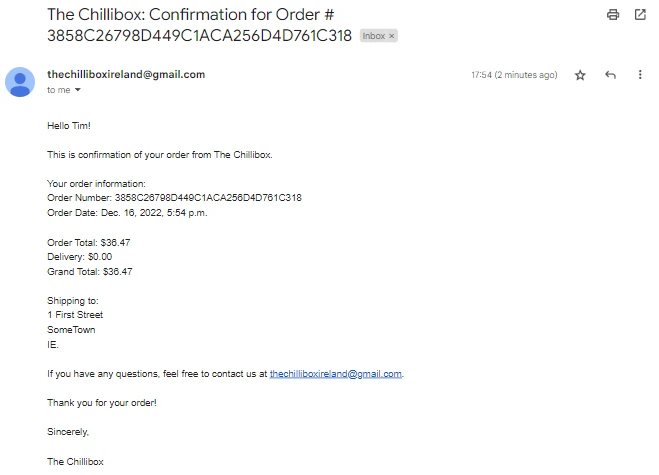 The Chillibox: Confirmation for Order #
3858C26798D449C1ACA256D4D761C318 Inbox ×
thechilliboxireland@gmail.com 17:54 (2 minutes ago)
to me
Hello Tim!
This is confirmation of your order from The Chillibox.
Your order information:
Order Number: 3858C26798D449C1ACA256D4D761C318
Order Date: Dec. 16, 2022, 5:54 p.m.
Order Total: $36.47
Delivery: $0.00
Grand Total: $36.47
Shipping to:
1 First Street
SomeTown
IE.
If you have any questions, feel free to contact us at thechilliboxireland@gmail.com.
Thank you for your order!
Sincerely,
The Chillibox